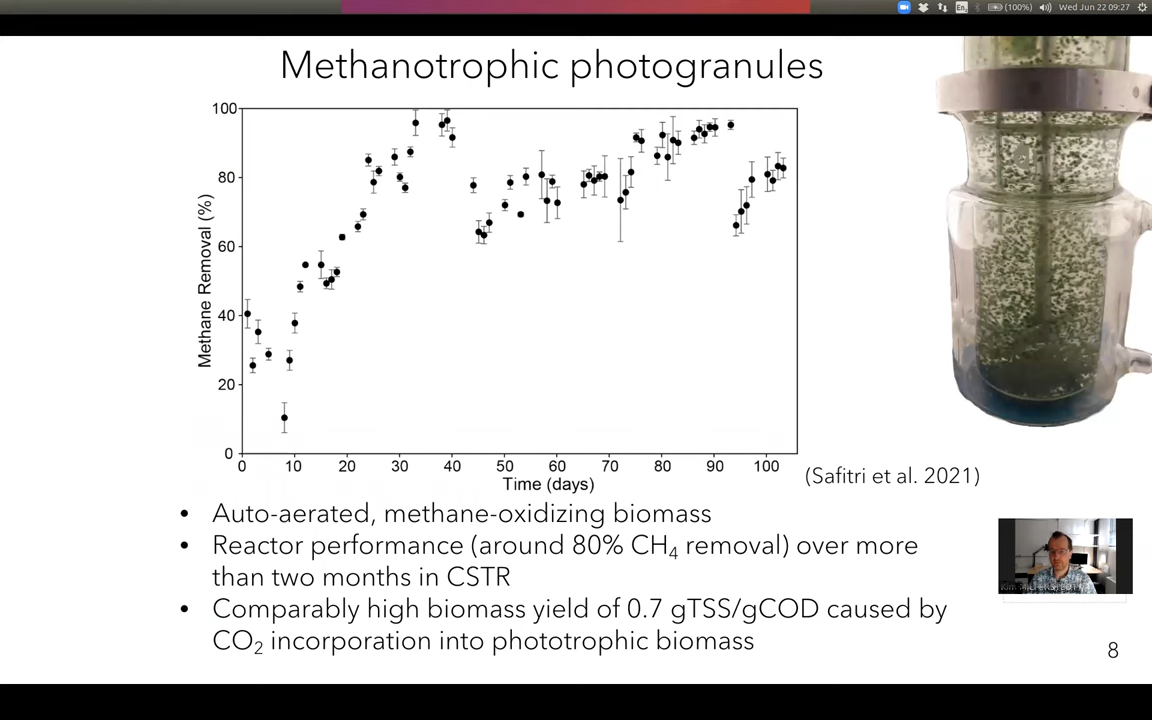 En
(100%)
Wed Jun 22 09:27
Methanotrophic photogranules
100
80
60
40
20
0
Methane Removal (%)
0 10 20 30 40 50 60 70 80 90 100
Time (days)
(Safitri et al. 2021)
• Auto-aerated, methane-oxidizing biomass
• Reactor performance (around 80% CH₄ removal) over more
than two months in CSTR
• Comparably high biomass yield of 0.7 gTSS/gCOD caused by
CO₂ incorporation into phototrophic biomass
Kim
8